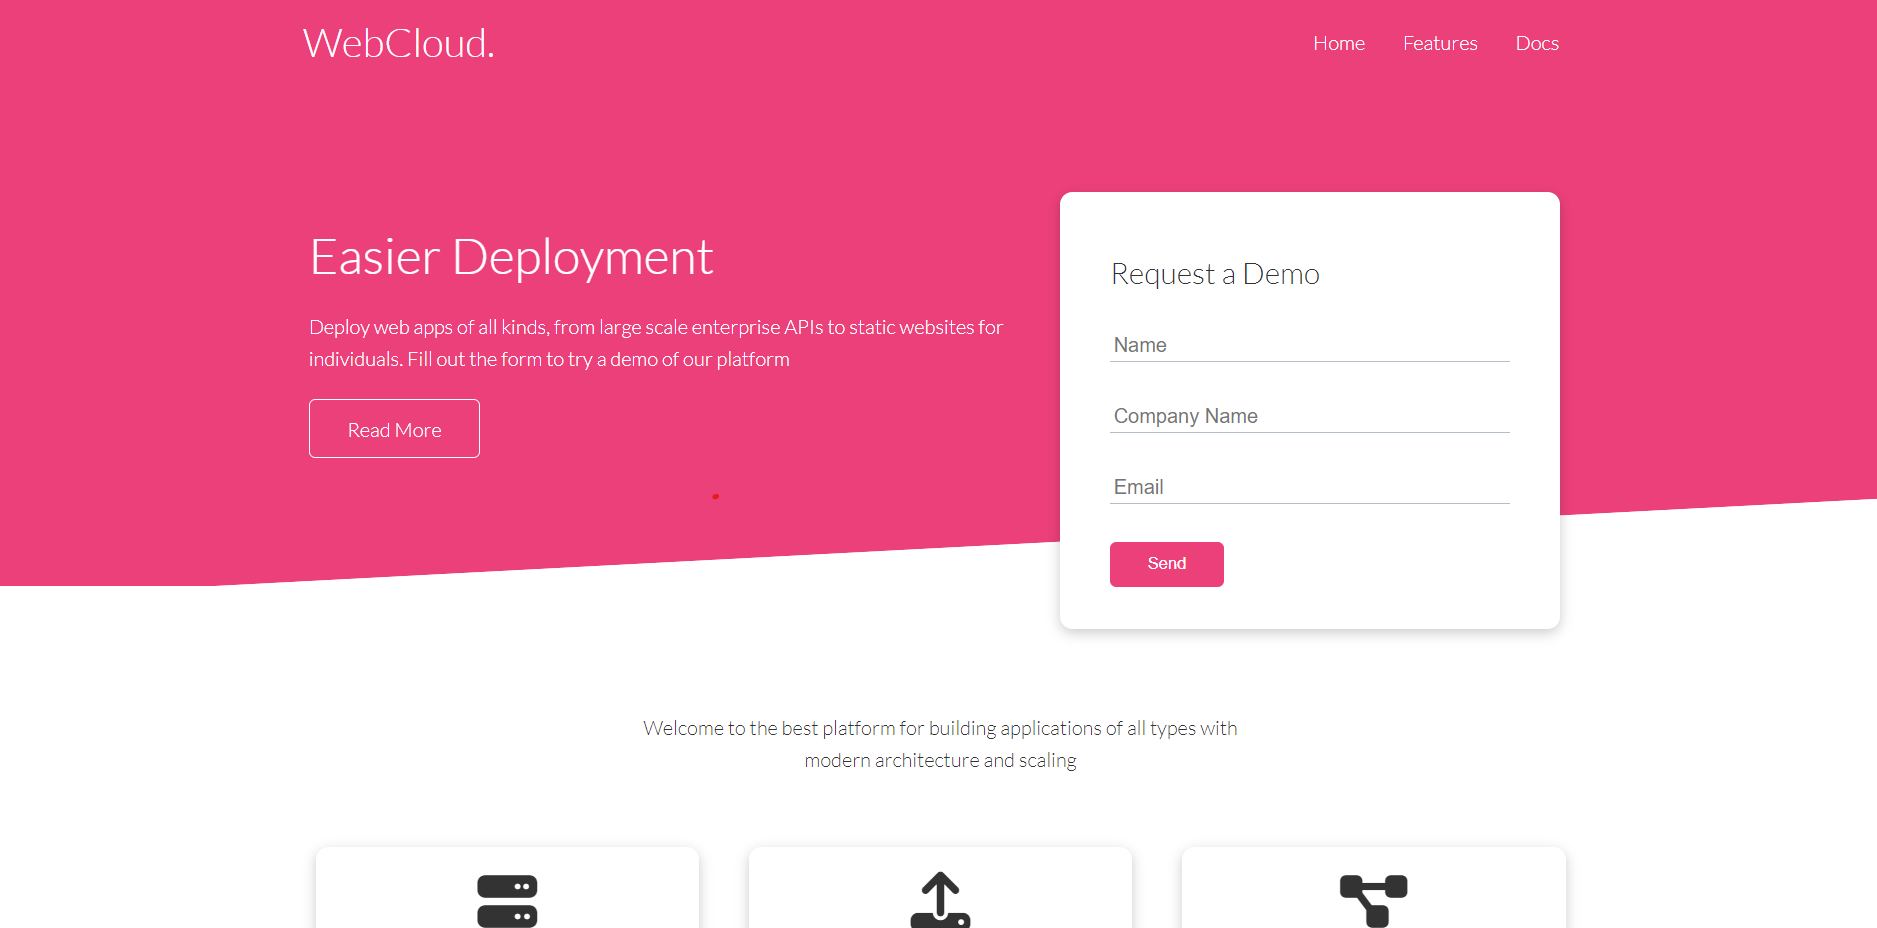 WebCloud.
Home Features Docs
Easier Deployment
Deploy web apps of all kinds, from large scale enterprise APIs to static websites for
individuals. Fill out the form to try a demo of our platform
Read More
Request a Demo
Name
Company Name
Email
Send
Welcome to the best platform for building applications of all types with
modern architecture and scaling